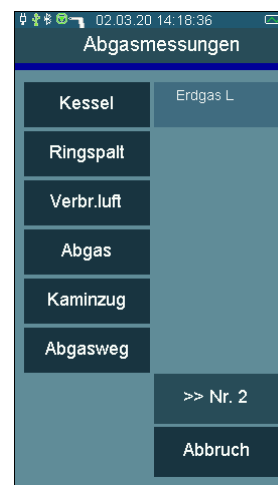 02.03.20 14:18:36
Abgasmessungen
Kessel
Erdgas L
Ringspalt
Verbr.luft
Abgas
Kaminzug
Abgasweg
>> Nr. 2
Abbruch